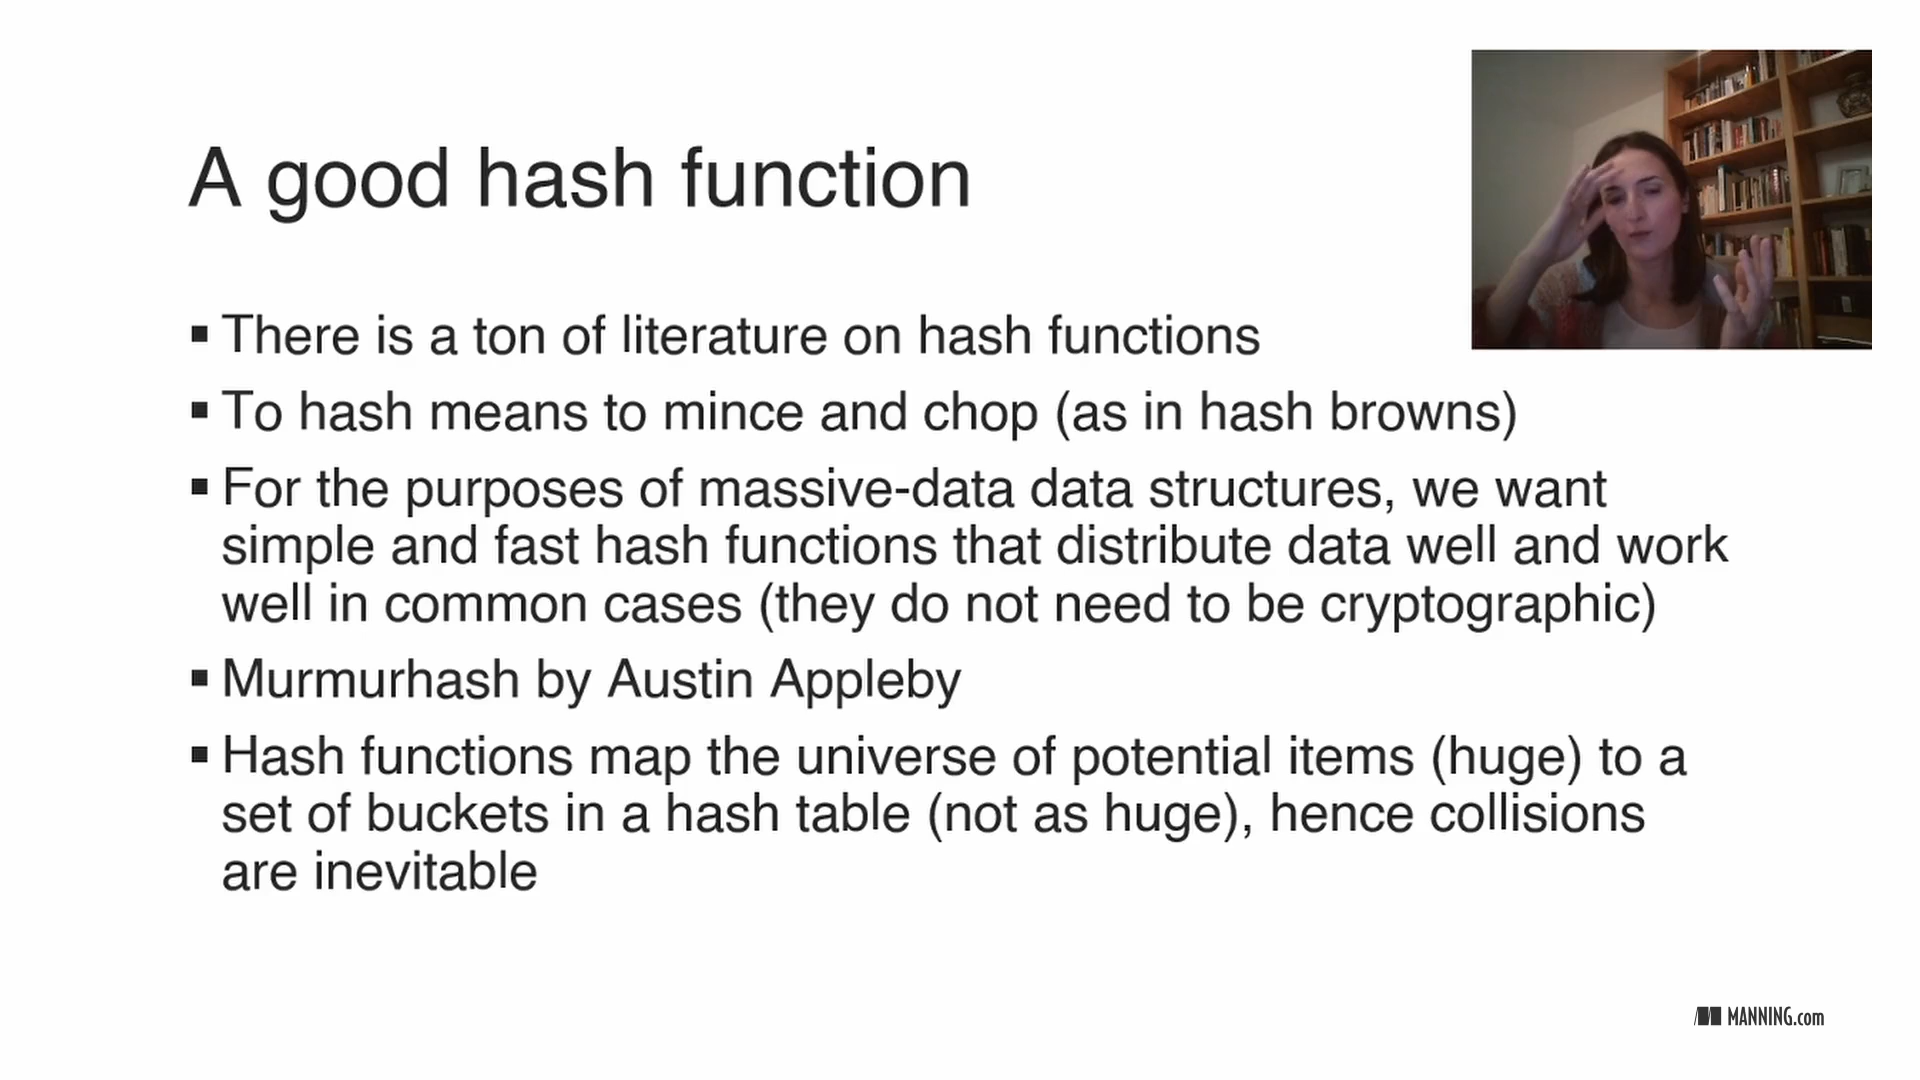 A good hash function
▪ There is a ton of literature on hash functions
▪ To hash means to mince and chop (as in hash browns)
▪ For the purposes of massive-data data structures, we want
simple and fast hash functions that distribute data well and work
well in common cases (they do not need to be cryptographic)
▪ Murmurhash by Austin Appleby
▪ Hash functions map the universe of potential items (huge) to a
set of buckets in a hash table (not as huge), hence collisions
are inevitable
MANNING.com